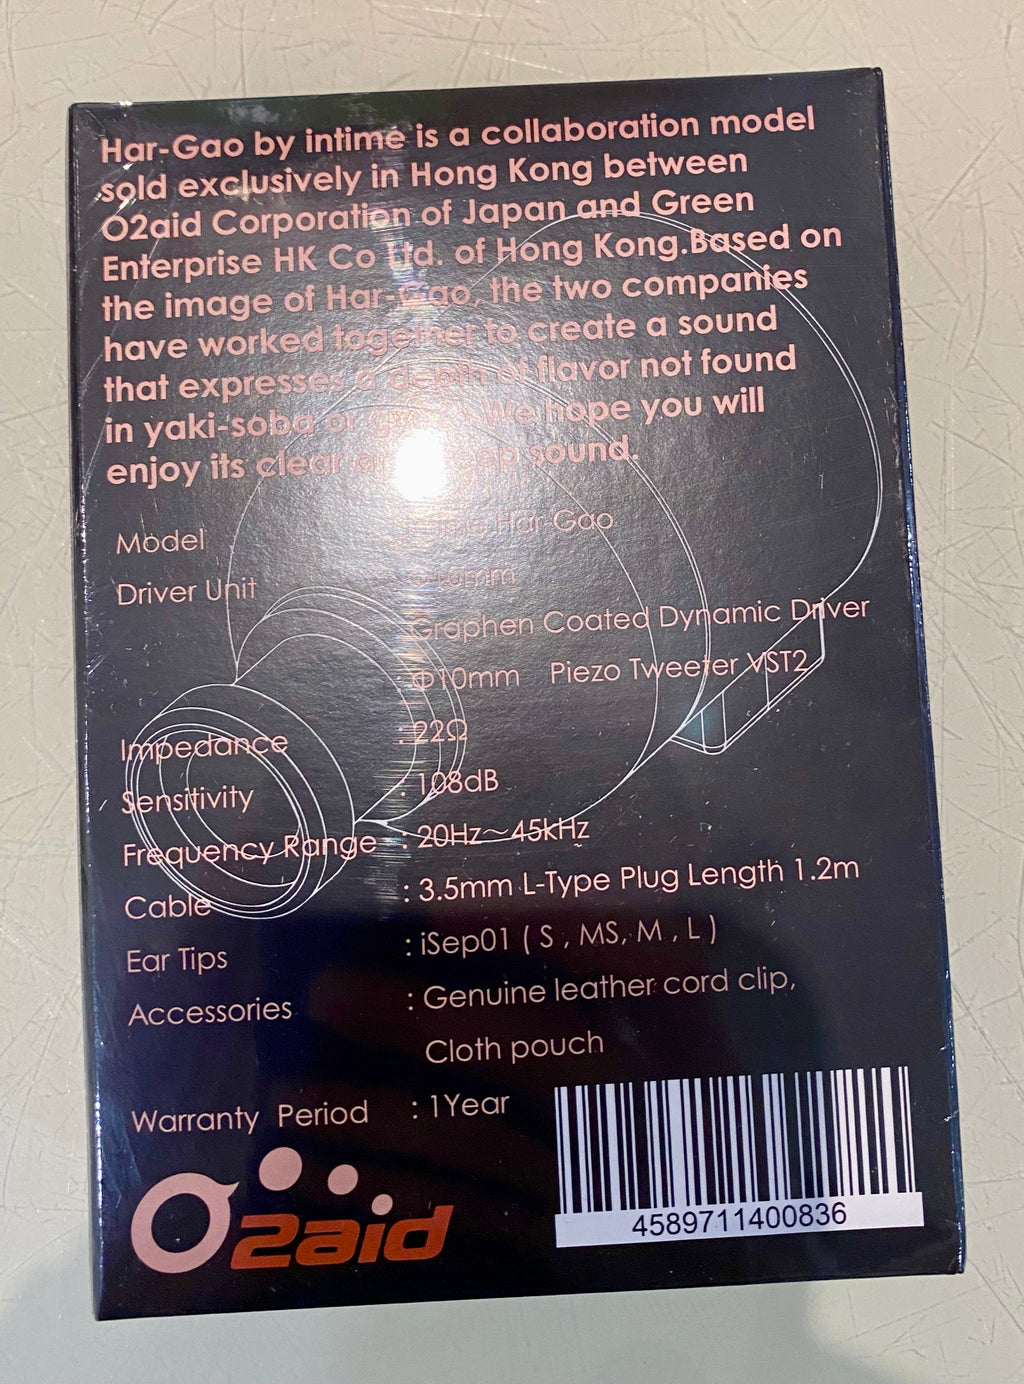 Har-Gao by intime is a collaboration model
sold exclusively in Hong Kong between
O2aid Corporation of Japan and Green
Enterprise HK Co Ltd. of Hong Kong.Based on
the image of Har-Gao, the two companies
have worked together to create a sound
that expresses a depth of flavor not found
in yaki-soba or We hope you will
enjoy its clear sound.
Model Har-Gao
Driver Unit 10mm
Graphen Coated Dynamic Driver
Φ10mm Piezo Tweeter VST2
Impedance : 22Ω
Sensitivity : 108dB
Frequency Range : 20Hz～45kHz
Cable : 3.5mm L-Type Plug Length 1.2m
Ear Tips : iSep01 ( S , MS, M , L )
Accessories : Genuine leather cord clip,
Cloth pouch
Warranty Period : 1Year
O2aid
4589711400836